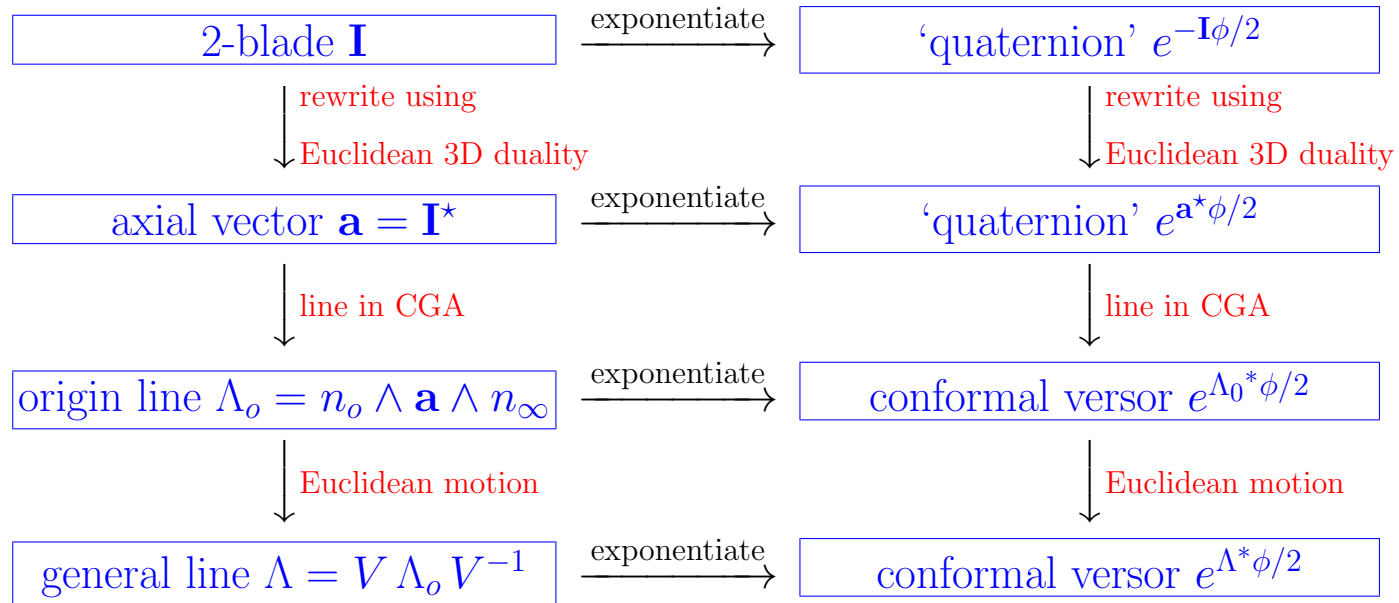 2-blade I exponentiate ‘quaternion’ e^{−Iϕ/2}
rewrite using rewrite using
Euclidean 3D duality Euclidean 3D duality
axial vector a = I^⋆ exponentiate ‘quaternion’ e^{a^⋆ϕ/2}
line in CGA line in CGA
origin line Λ_o = n_o ∧ a ∧ n_∞ exponentiate conformal versor e^{Λ_0^*ϕ/2}
Euclidean motion Euclidean motion
general line Λ = V Λ_o V^{−1} exponentiate conformal versor e^{Λ^*ϕ/2}